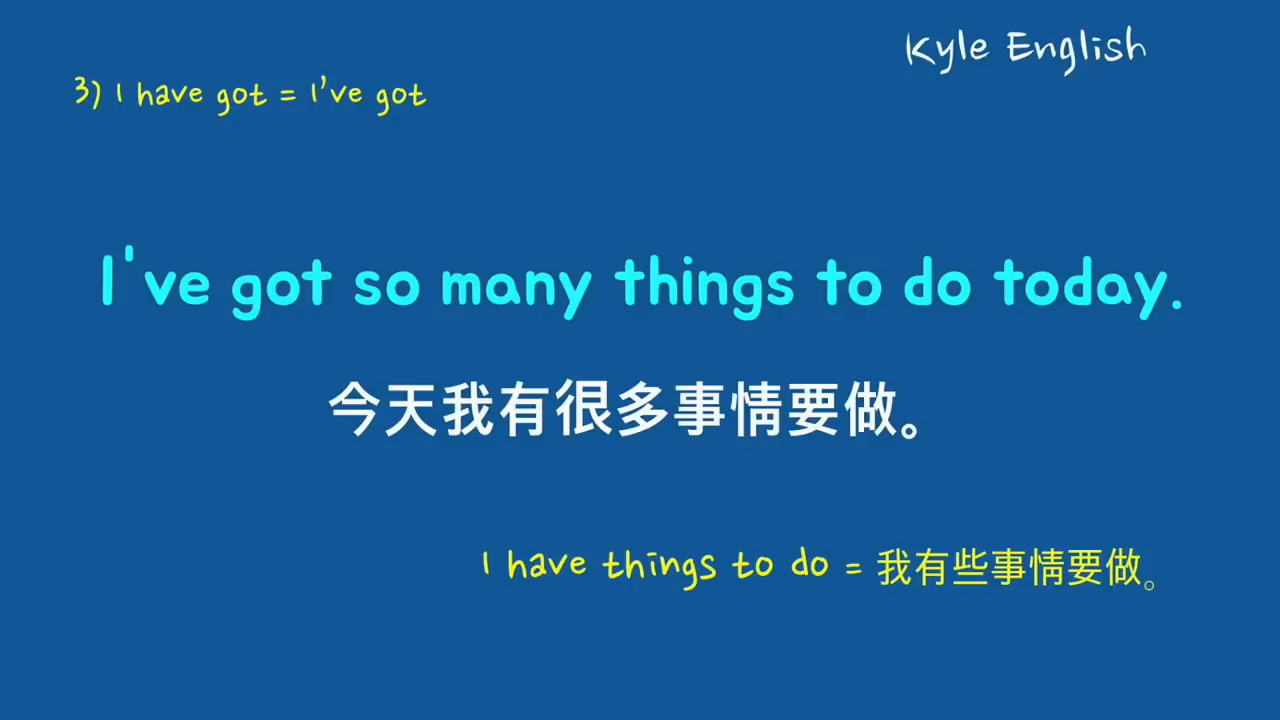 Kyle English
3) I have got = I've got
I've got so many things to do today.
今天我有很多事情要做。
I have things to do = 我有些事情要做。